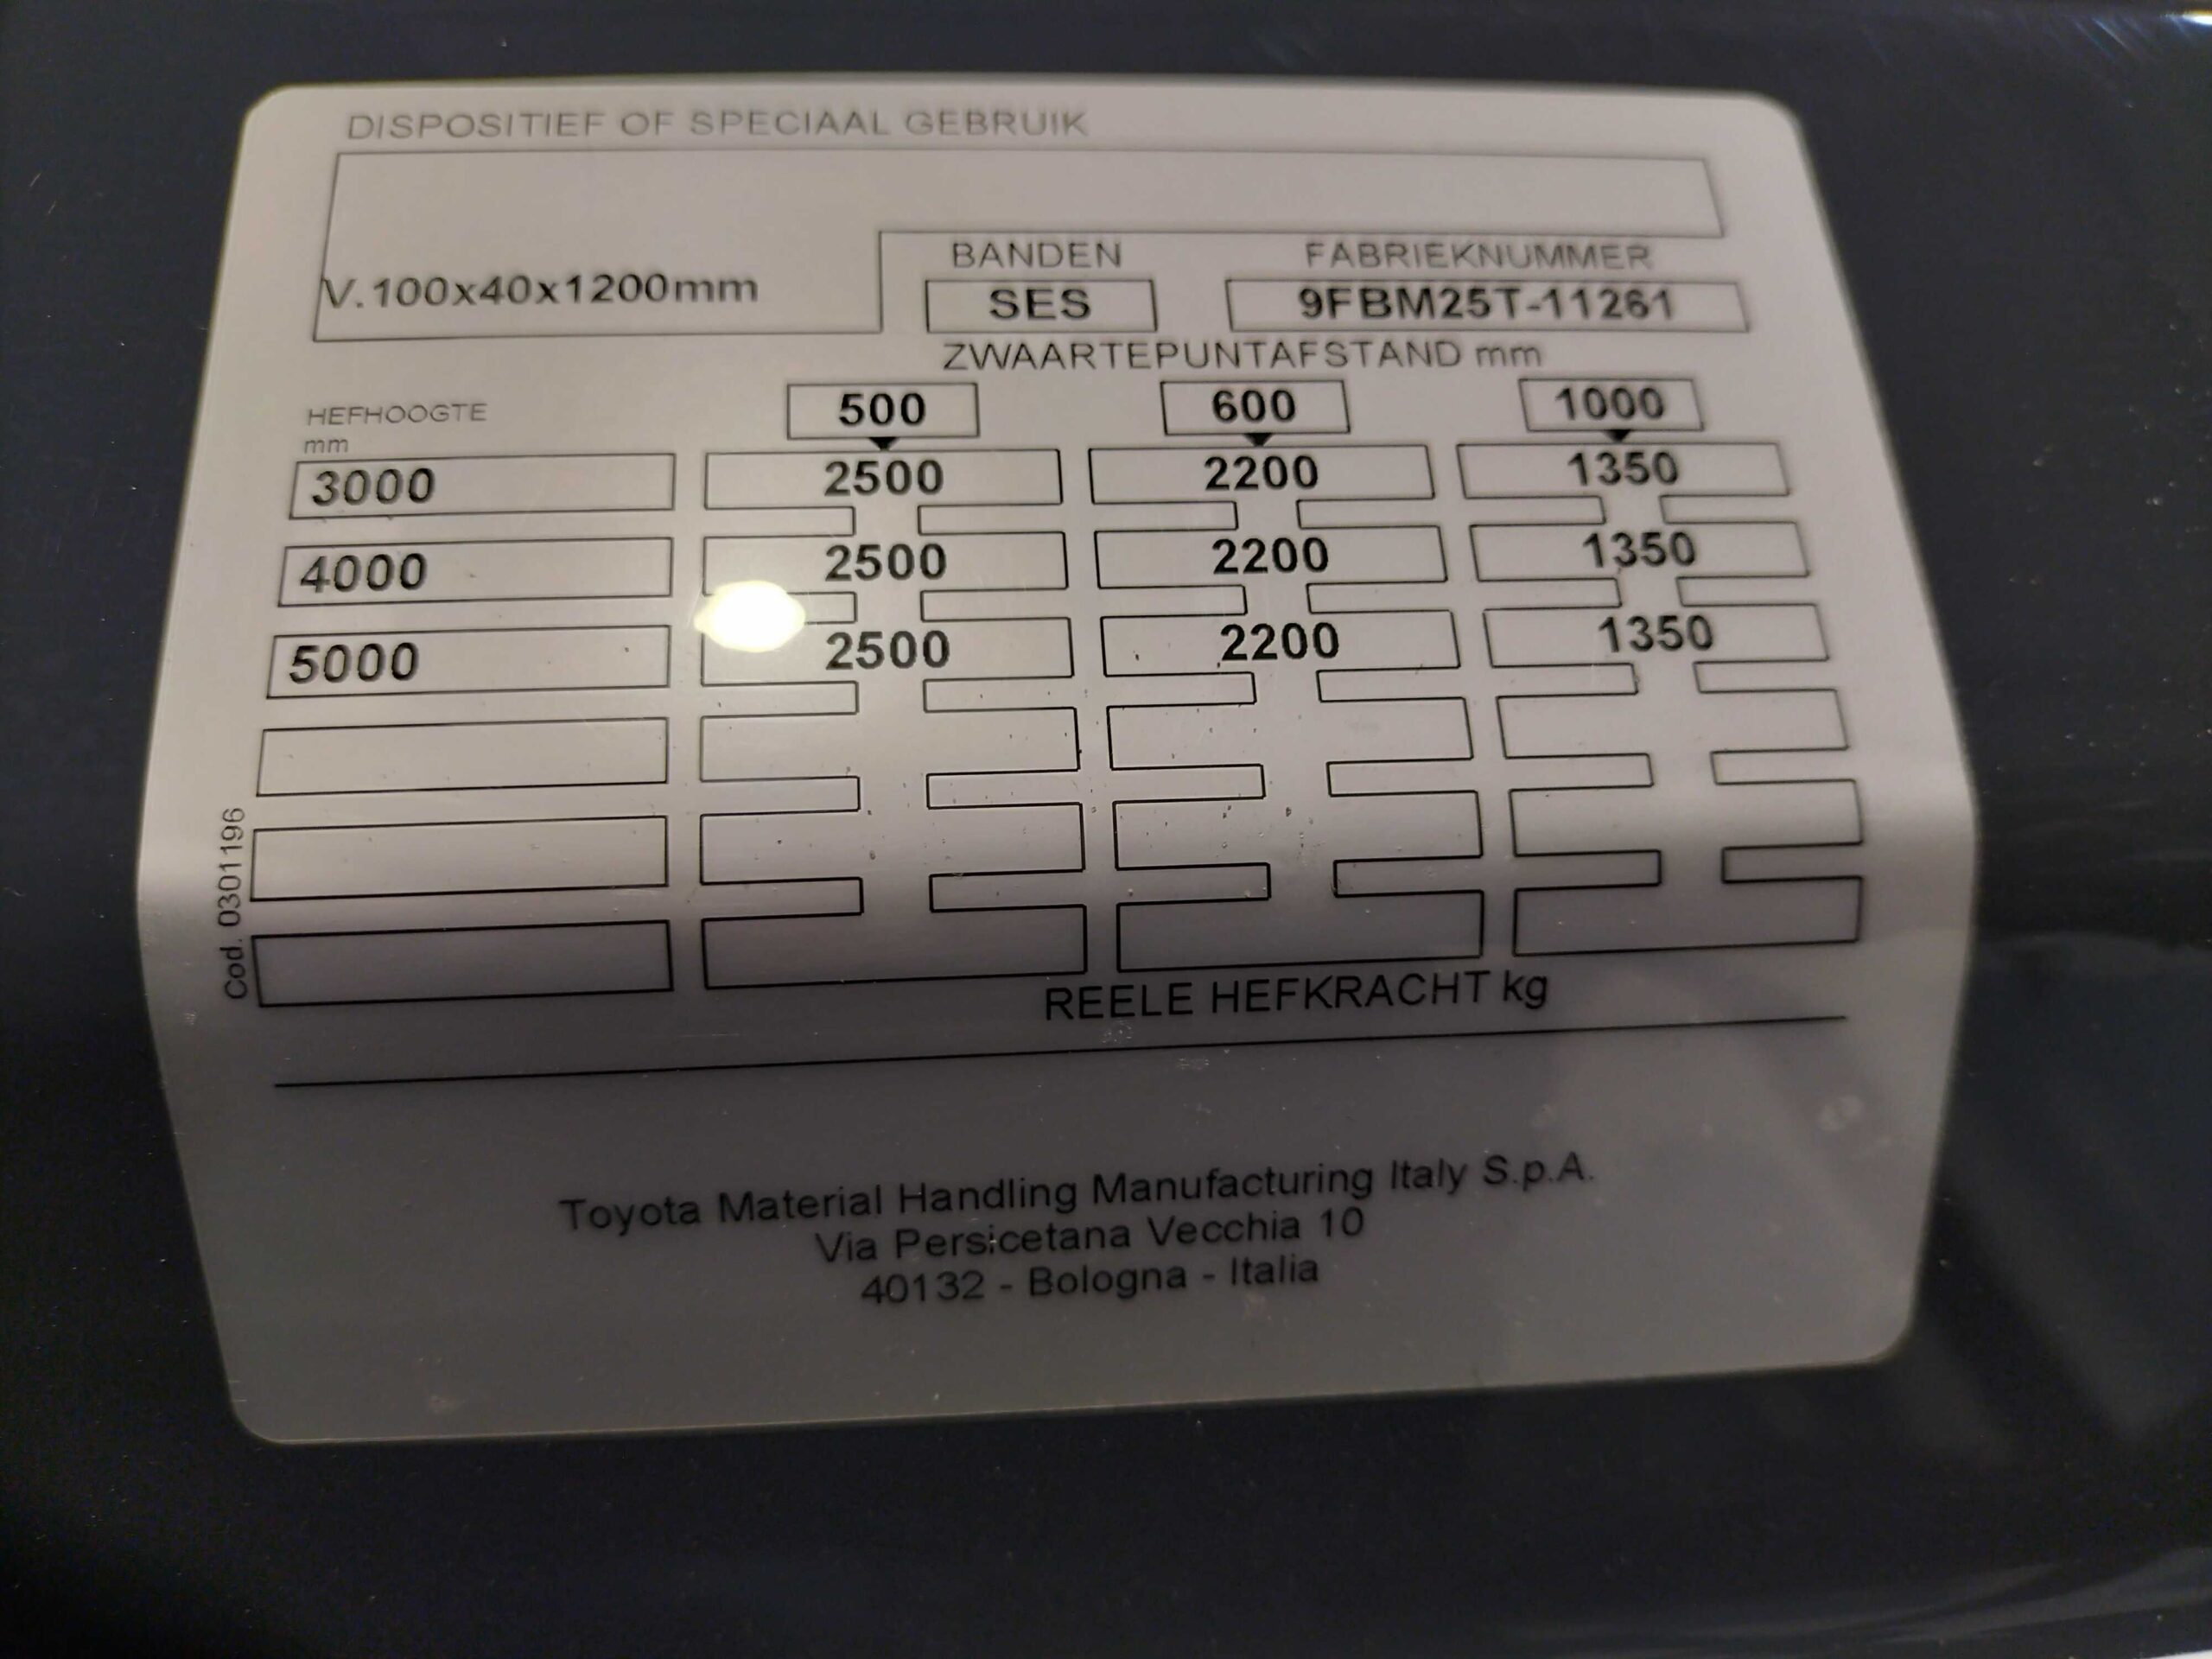 DISPOSITIEF OF SPECIAAL GEBRUIK
V.100x40x1200mm
BANDEN FABRIEKNUMMER
SES 9FBM25T-11261
ZWAARTEPUNTAFSTAND mm
HEFHOOGTE 500 600 1000
mm
3000 2500 2200 1350
4000 2500 2200 1350
5000 2500 2200 1350
Cod. 0301196
REELE HEFKRACHT kg
Toyota Material Handling Manufacturing Italy S.p.A.
Via Persicetana Vecchia 10
40132 - Bologna - Italia